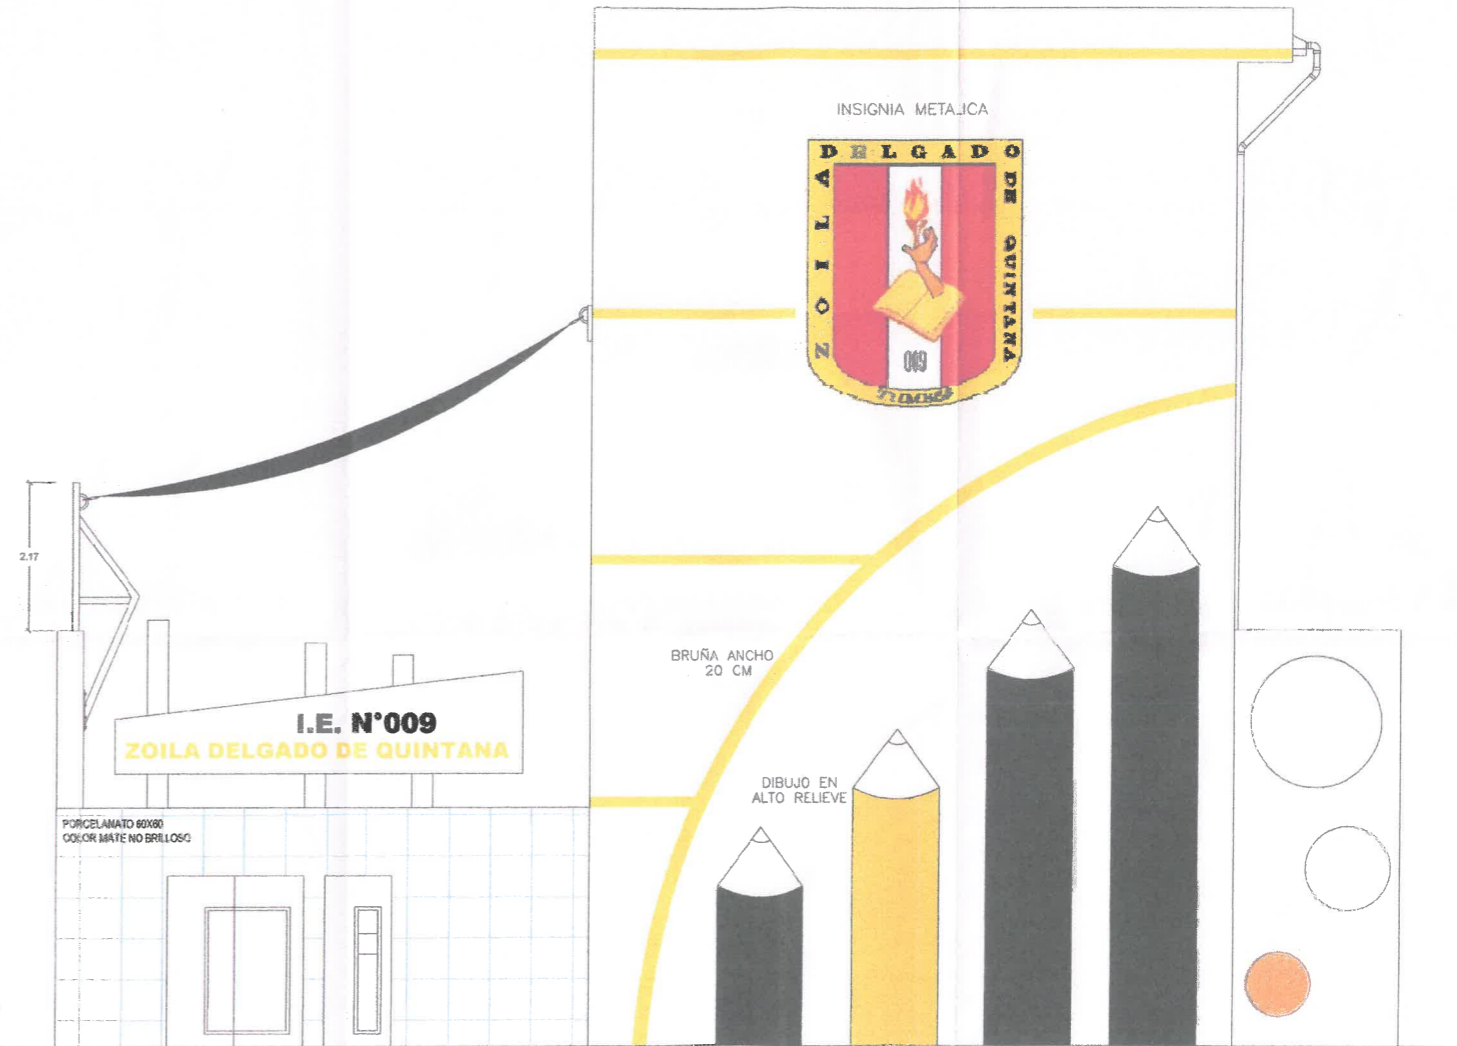 INSIGNIA METALICA
DELGADO
ZOILA
DE QUINTANA
009
TUMBES
2.17
I.E. N°009
ZOILA DELGADO DE QUINTANA
BRUÑA ANCHO
20 CM
DIBUJO EN
ALTO RELIEVE
PORCELANATO 60X60
COLOR MATE NO BRILLOSO